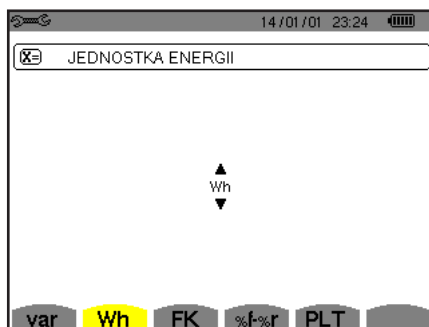 14/01/01 23:24
X= JEDNOSTKA ENERGII
Wh
var Wh FK %f-%r PLT